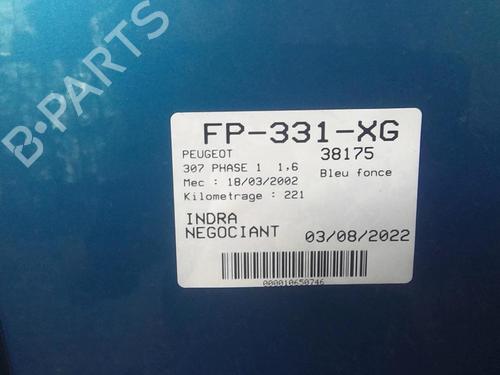 B-PARTS
FP-331-XG
PEUGEOT 38175
307 PHASE 1 1,6 Bleu fonce
Mec : 18/03/2002
Kilometrage : 221
INDRA
NEGOCIANT 03/08/2022
000010650746